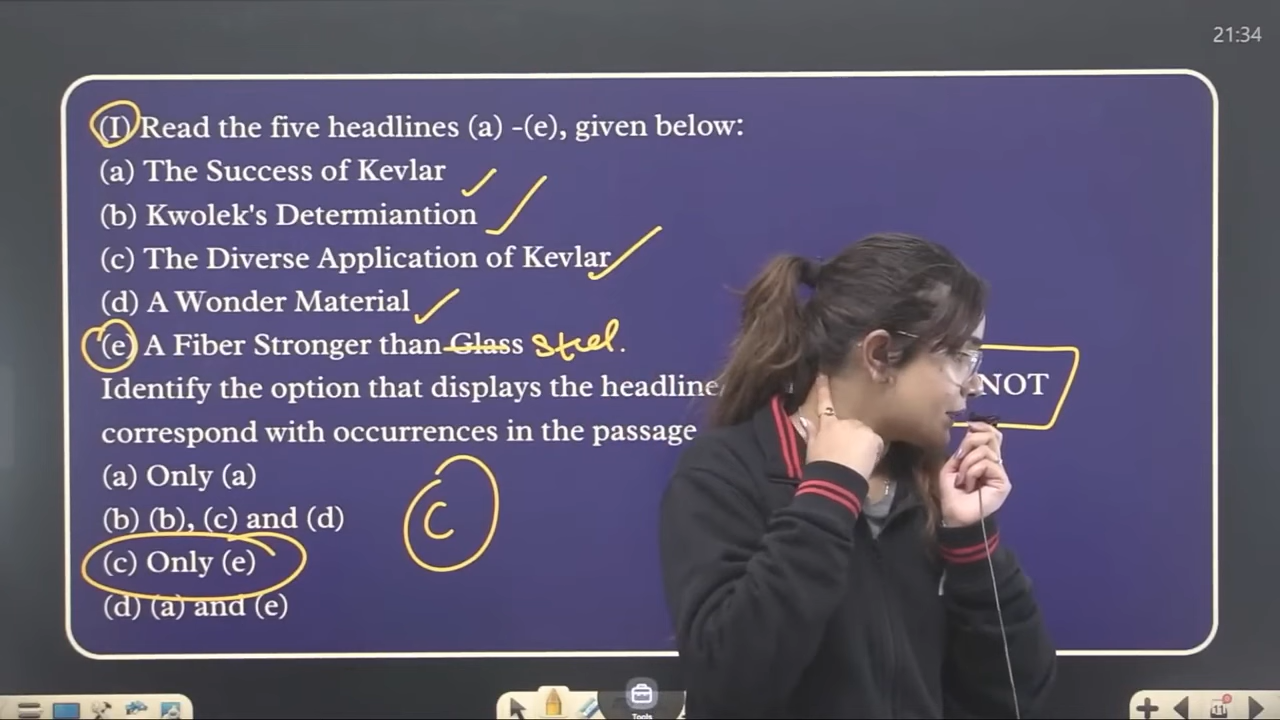 21:34
(I) Read the five headlines (a) -(e), given below:
(a) The Success of Kevlar
(b) Kwolek's Determiantion
(c) The Diverse Application of Kevlar
(d) A Wonder Material
(e) A Fiber Stronger than Glass Steel.
Identify the option that displays the headline NOT
correspond with occurrences in the passage
(a) Only (a)
(b) (b), (c) and (d)
C
(c) Only (e)
(d) (a) and (e)
Tools
11